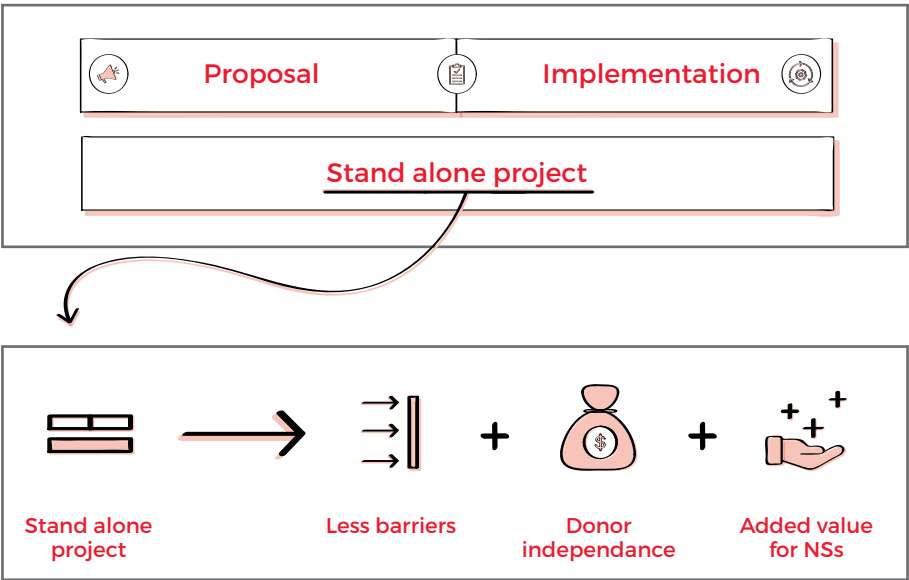 Proposal
Implementation
Stand alone project
$
Stand alone
project
Less barriers
Donor
independance
Added value
for NSs